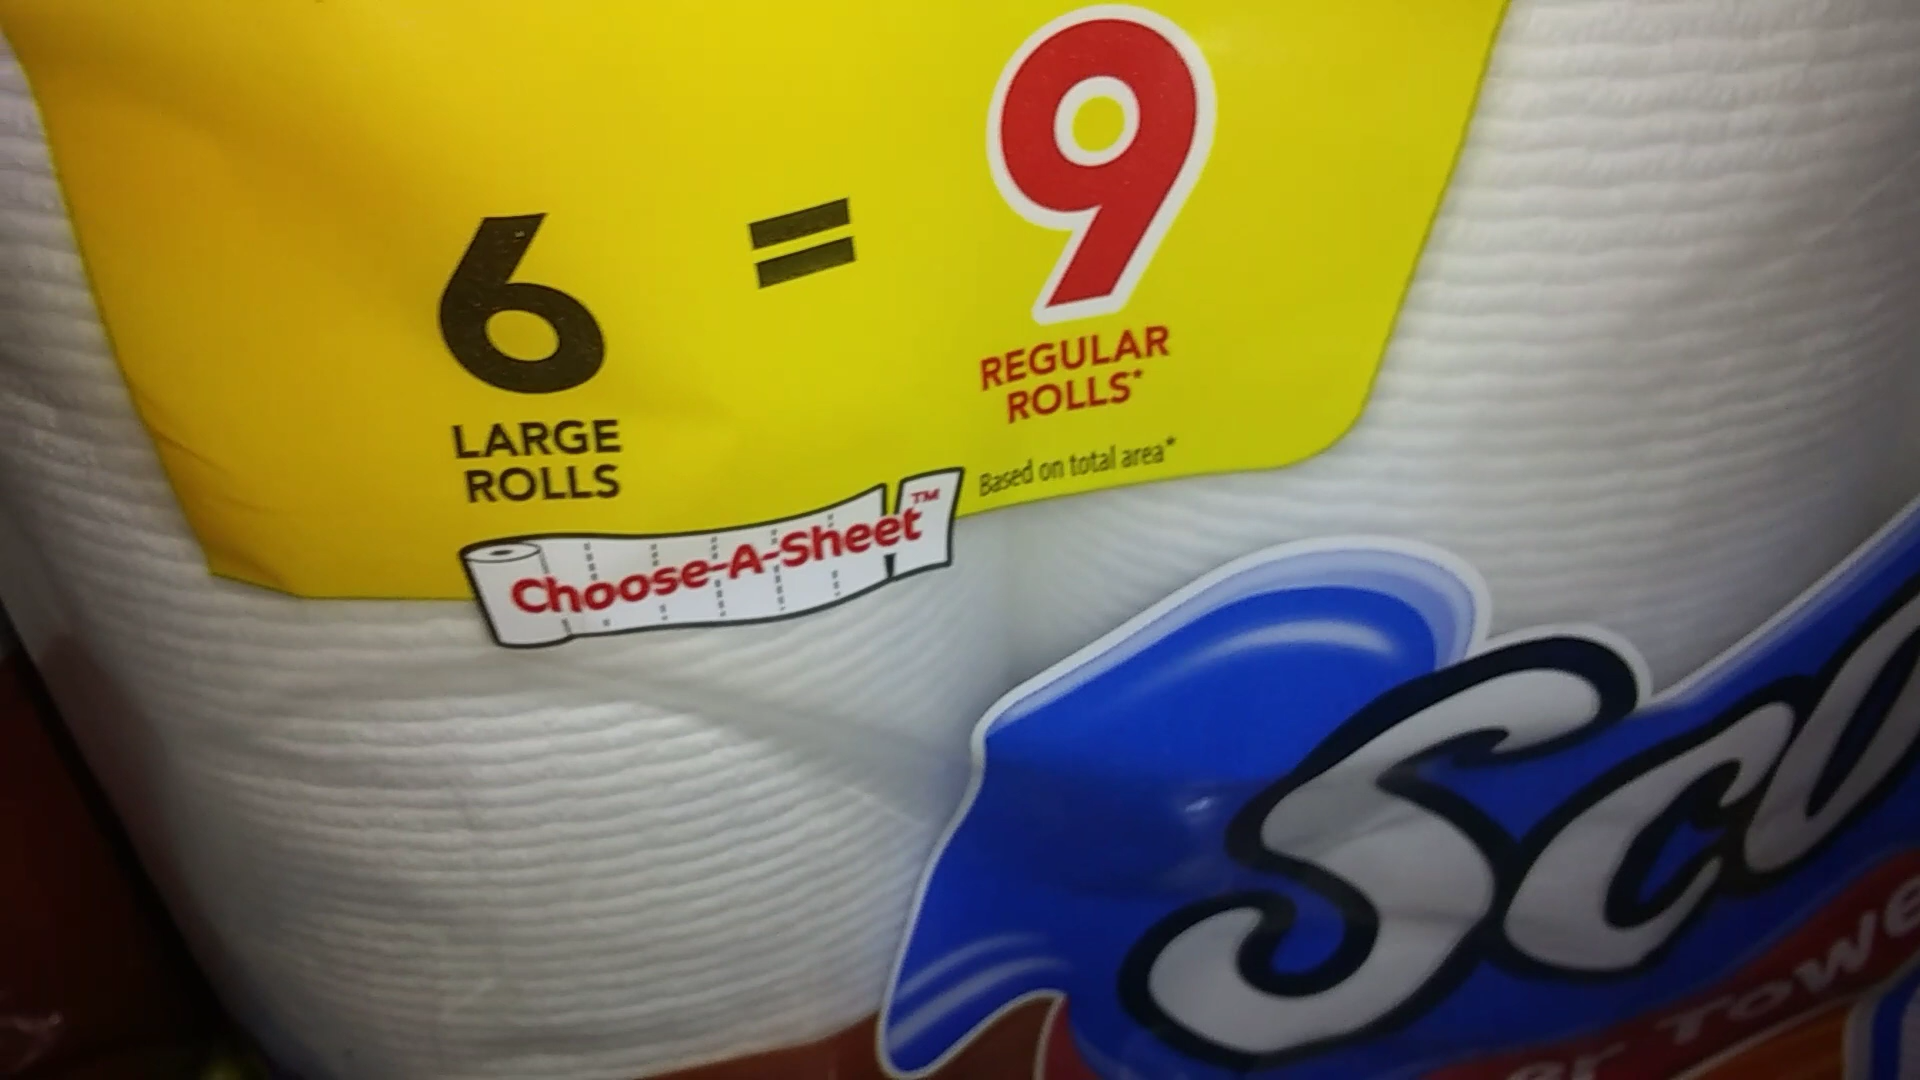 6 = 9
LARGE
ROLLS
REGULAR
ROLLS*
Based on total area*
Choose-A-Sheet™